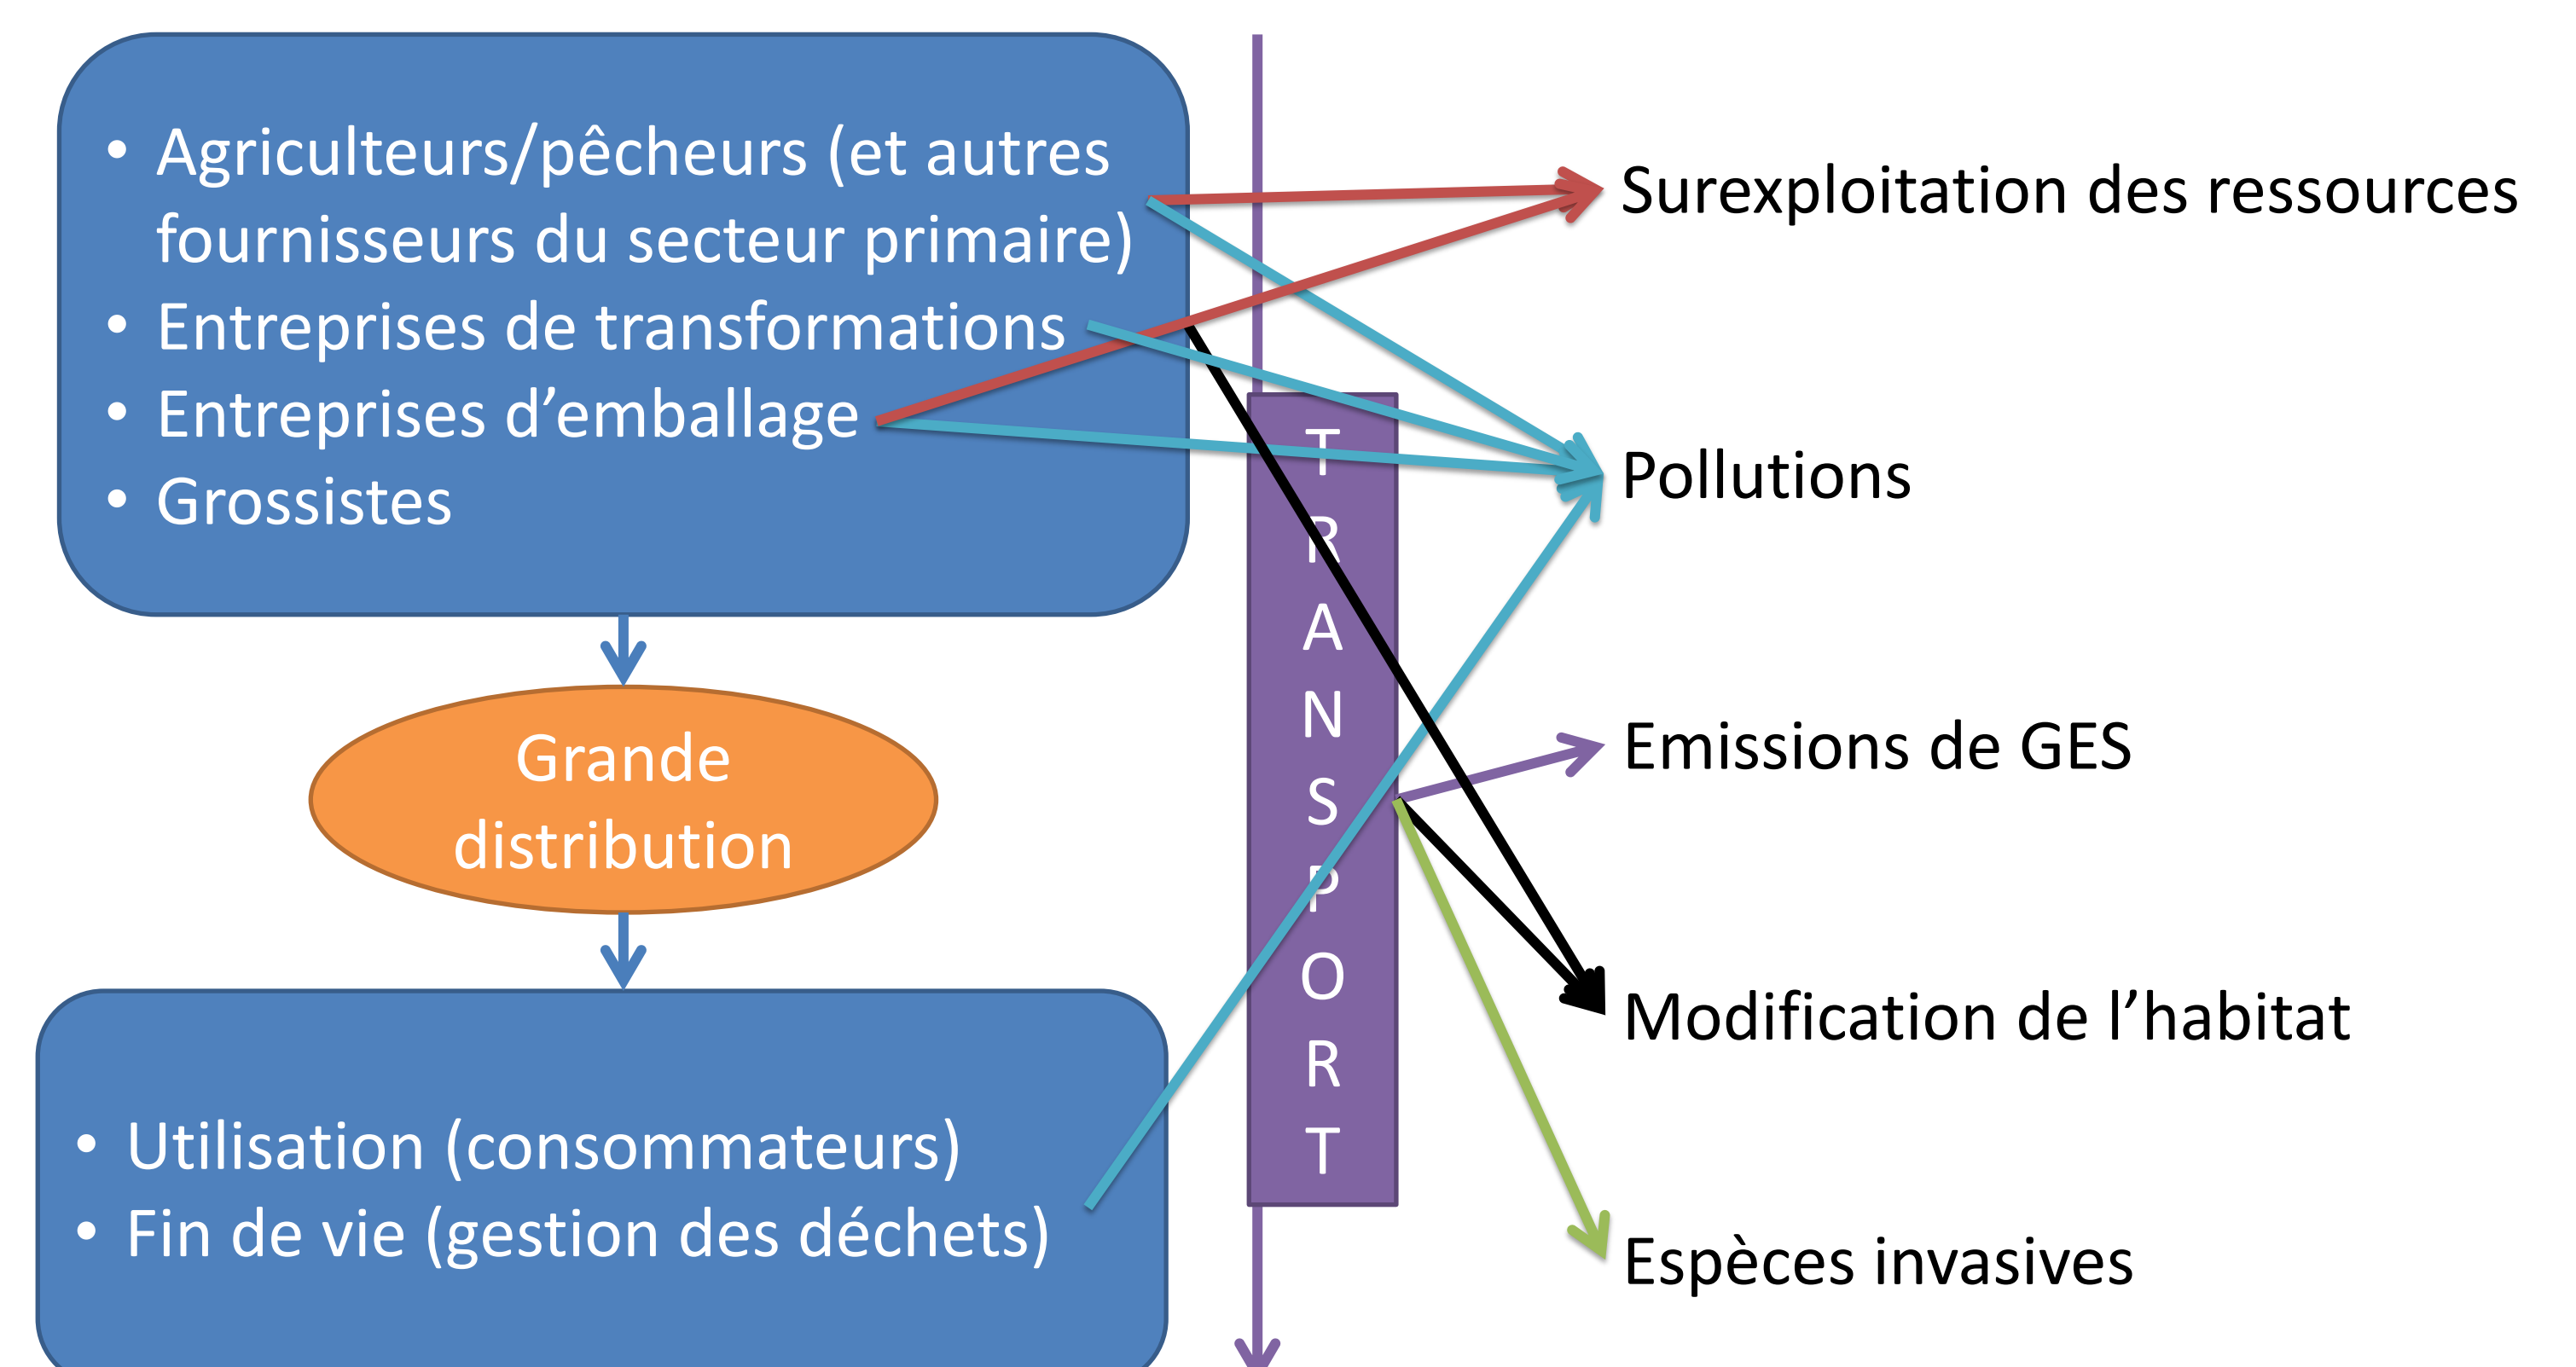 • Agriculteurs/pêcheurs (et autres
fournisseurs du secteur primaire)
• Entreprises de transformations
• Entreprises d’emballage
• Grossistes
Grande
distribution
• Utilisation (consommateurs)
• Fin de vie (gestion des déchets)
T
R
A
N
S
P
O
R
T
Surexploitation des ressources
Pollutions
Emissions de GES
Modification de l’habitat
Espèces invasives